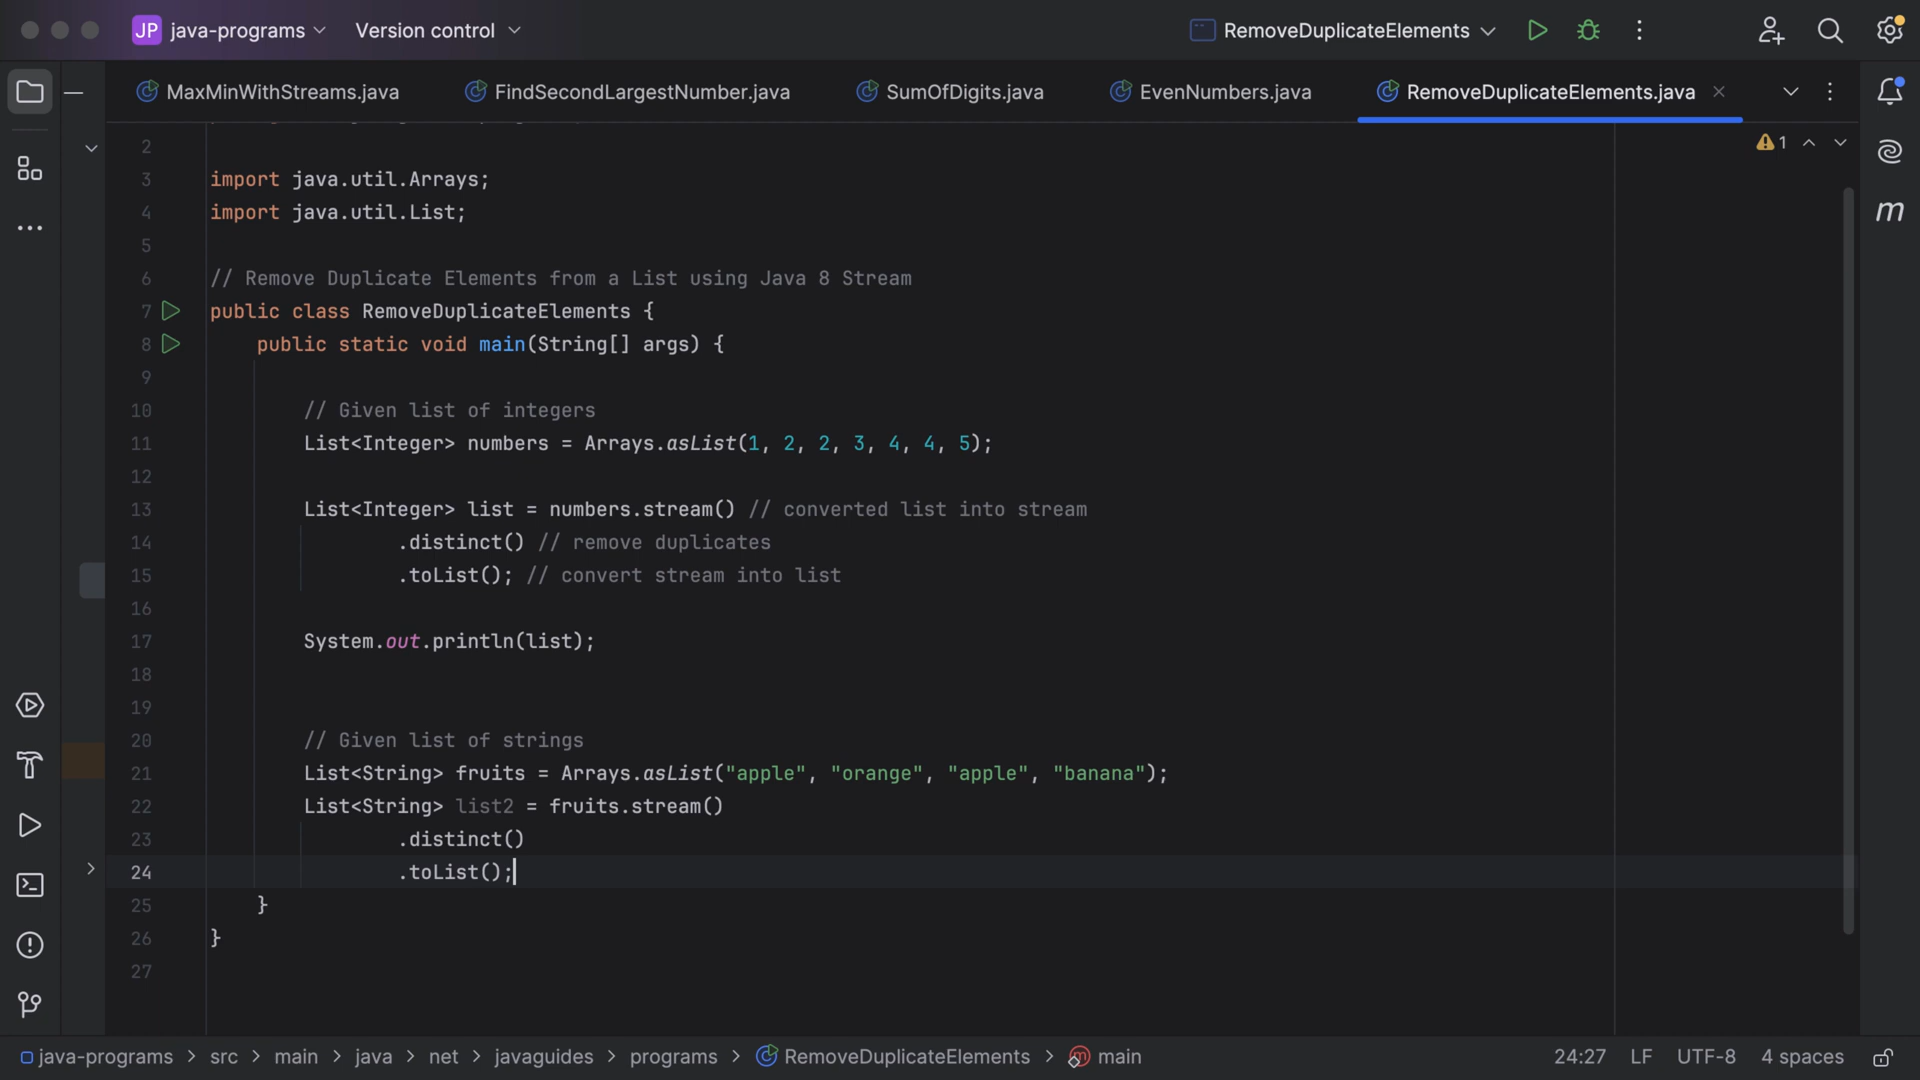 JP java-programs Version control RemoveDuplicateElements
MaxMinWithStreams.java FindSecondLargestNumber.java SumOfDigits.java EvenNumbers.java RemoveDuplicateElements.java
1
2
3 import java.util.Arrays;
4 import java.util.List;
5
6 // Remove Duplicate Elements from a List using Java 8 Stream
7 public class RemoveDuplicateElements {
8 public static void main(String[] args) {
9
10 // Given list of integers
11 List<Integer> numbers = Arrays.asList(1, 2, 2, 3, 4, 4, 5);
12
13 List<Integer> list = numbers.stream() // converted list into stream
14 .distinct() // remove duplicates
15 .toList(); // convert stream into list
16
17 System.out.println(list);
18
19
20 // Given list of strings
21 List<String> fruits = Arrays.asList("apple", "orange", "apple", "banana");
22 List<String> list2 = fruits.stream()
23 .distinct()
24 .toList();
25 }
26 }
27
java-programs > src > main > java > net > javaguides > programs > RemoveDuplicateElements > main 24:27 LF UTF-8 4 spaces